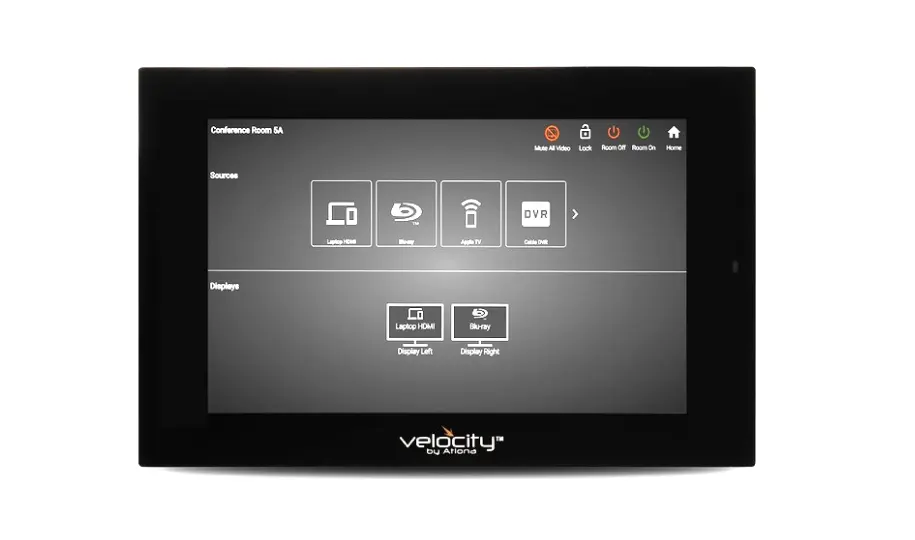 Conference Room 5A
Mute All Video
Lock
Room Off
Room On
Home
Sources
Laptop HDMI
Blu-ray
Apple TV
DVR
Cable DVR
Displays
Laptop HDMI
Blu-ray
Display Left
Display Right
velocity™
by Atlona